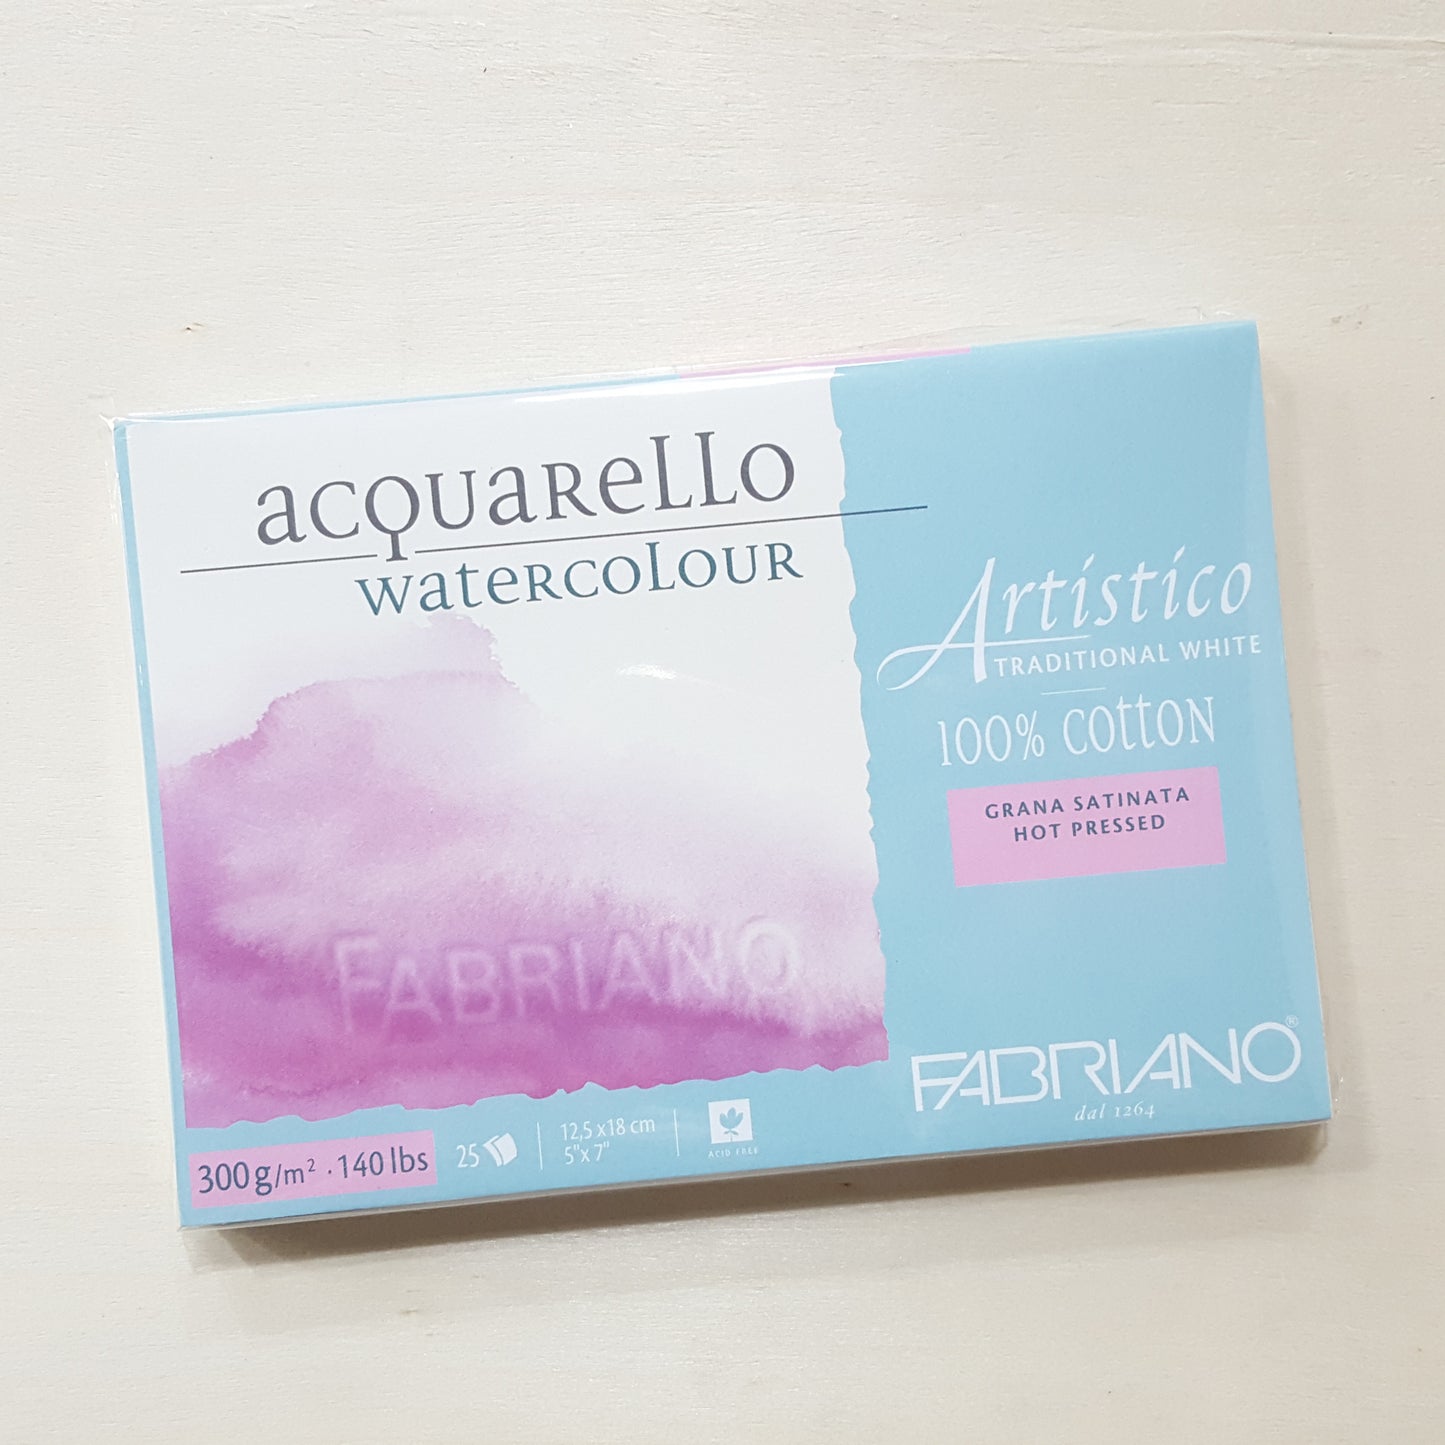 acquarello
watercolour
Artistico
TRADITIONAL WHITE
100% cotton
GRANA SATINATA
HOT PRESSED
FABRIANO
FABRIANO®
dal 1264
300g/m² · 140 lbs
25
12,5 x 18 cm
5" x 7"
ACID FREE